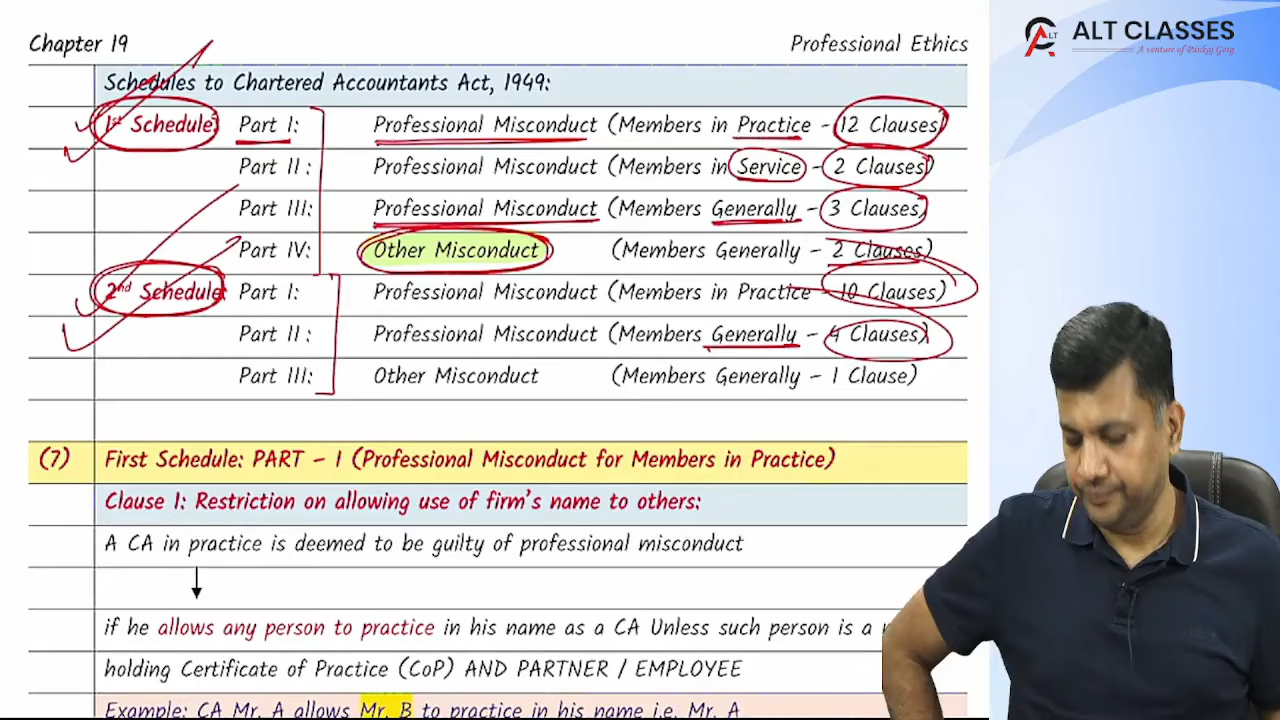 Chapter 19
Professional Ethics
ALT CLASSES
A venture of Pankaj Garg
Schedules to Chartered Accountants Act, 1949:
1st Schedule: Part I: Professional Misconduct (Members in Practice - 12 Clauses)
Part II : Professional Misconduct (Members in Service - 2 Clauses)
Part III: Professional Misconduct (Members Generally - 3 Clauses)
Part IV: Other Misconduct (Members Generally - 2 Clauses)
2nd Schedule: Part I: Professional Misconduct (Members in Practice - 10 Clauses)
Part II : Professional Misconduct (Members Generally - 4 Clauses)
Part III: Other Misconduct (Members Generally - 1 Clause)
(7) First Schedule: PART – I (Professional Misconduct for Members in Practice)
Clause 1: Restriction on allowing use of firm's name to others:
A CA in practice is deemed to be guilty of professional misconduct
if he allows any person to practice in his name as a CA Unless such person is a
holding Certificate of Practice (CoP) AND PARTNER / EMPLOYEE
Example: CA Mr. A allows Mr. B to practice in his name i.e. Mr. A